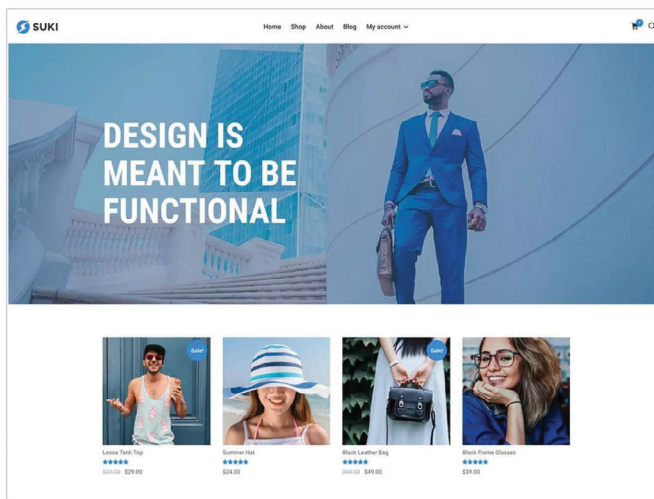 SUKI
Home Shop About Blog My account
DESIGN IS
MEANT TO BE
FUNCTIONAL
Sale!
Sale!
Loose Tank Top
$29.00
Summer Hat
$24.00
Black Leather Bag
$49.00
Black Frame Glasses
$39.00